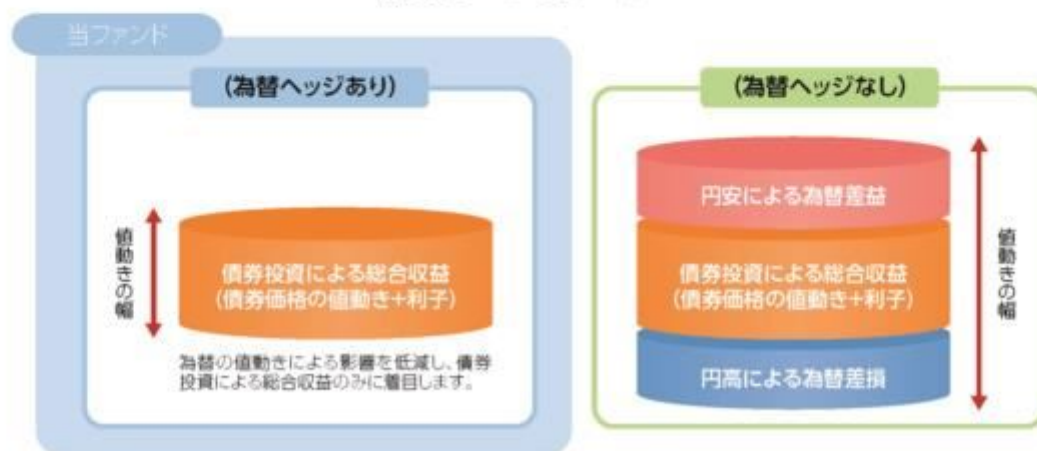 当ファンド
(為替ヘッジあり)
値動きの幅
債券投資による総合収益
(債券価格の値動き+利子)
為替の値動きによる影響を低減し、債券
投資による総合収益のみに着目します。
(為替ヘッジなし)
円安による為替差益
債券投資による総合収益
(債券価格の値動き+利子)
円高による為替差損
値動きの幅